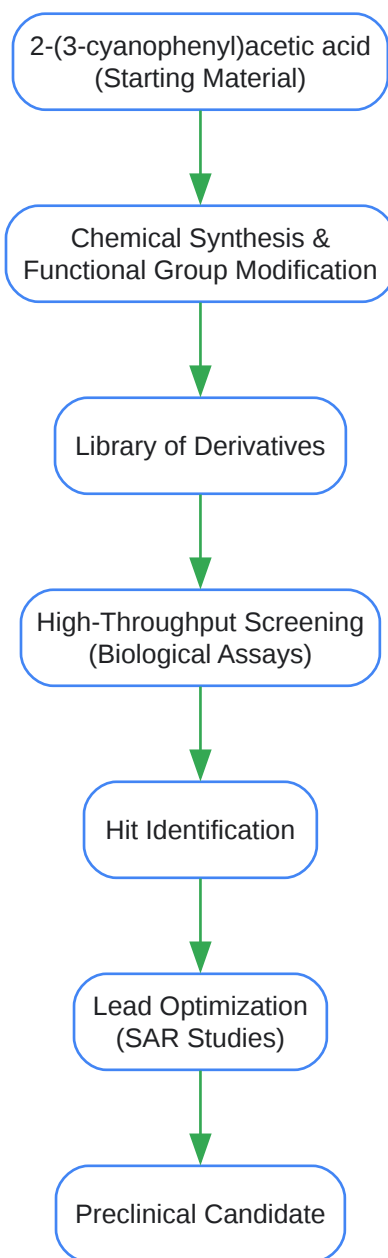 2-(3-cyanophenyl)acetic acid
(Starting Material)
Chemical Synthesis &
Functional Group Modification
Library of Derivatives
High-Throughput Screening
(Biological Assays)
Hit Identification
Lead Optimization
(SAR Studies)
Preclinical Candidate